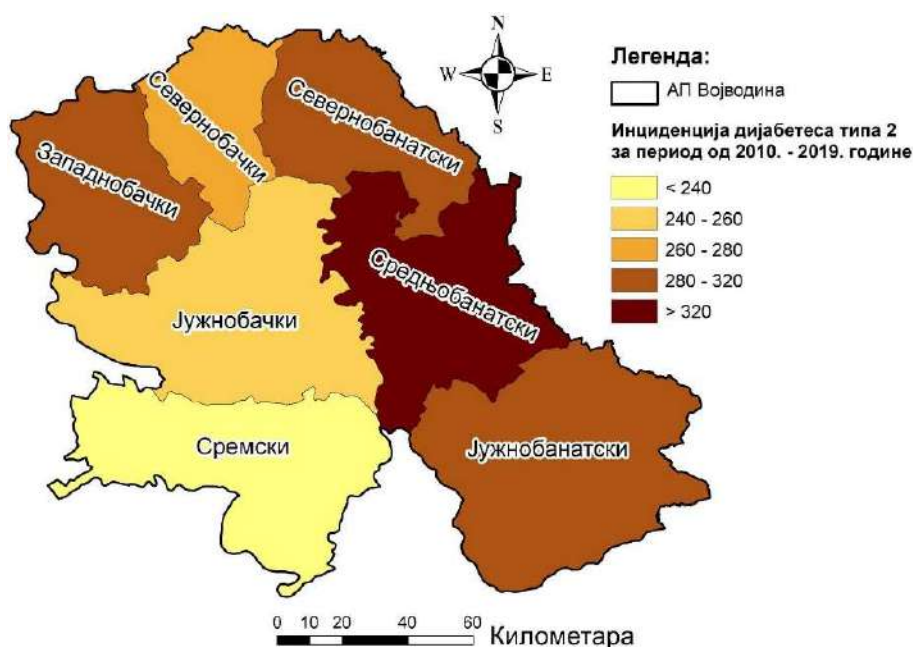 N
W E
S
Легенда:
АП Војводина
Инциденција дијабетеса типа 2
за период од 2010. - 2019. године
< 240
240 - 260
260 - 280
280 - 320
> 320
Севернобачки
Севернобанатски
Западнобачки
Средњобанатски
Јужнобачки
Сремски
Јужнобанатски
0 10 20 40 60
Километара